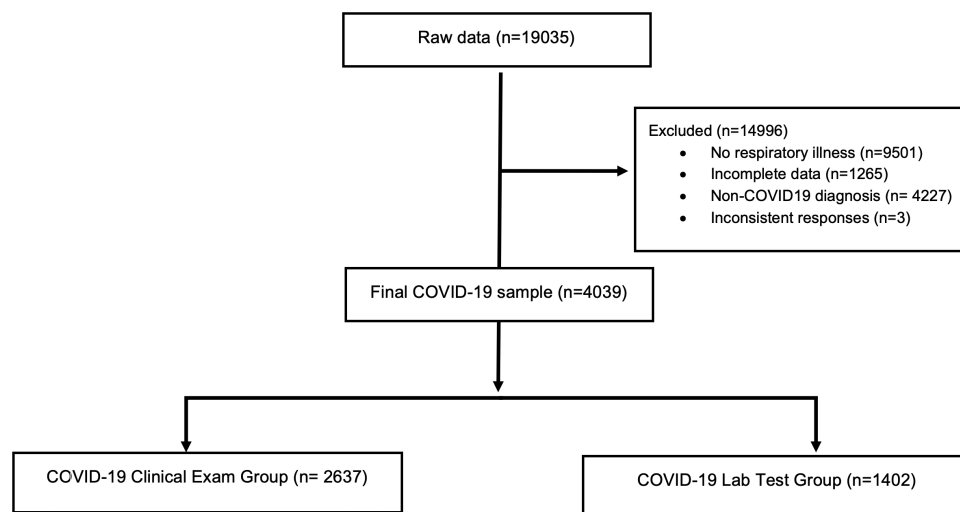 Raw data (n=19035)
Excluded (n=14996)
• No respiratory illness (n=9501)
• Incomplete data (n=1265)
• Non-COVID19 diagnosis (n= 4227)
• Inconsistent responses (n=3)
Final COVID-19 sample (n=4039)
COVID-19 Clinical Exam Group (n= 2637)
COVID-19 Lab Test Group (n=1402)